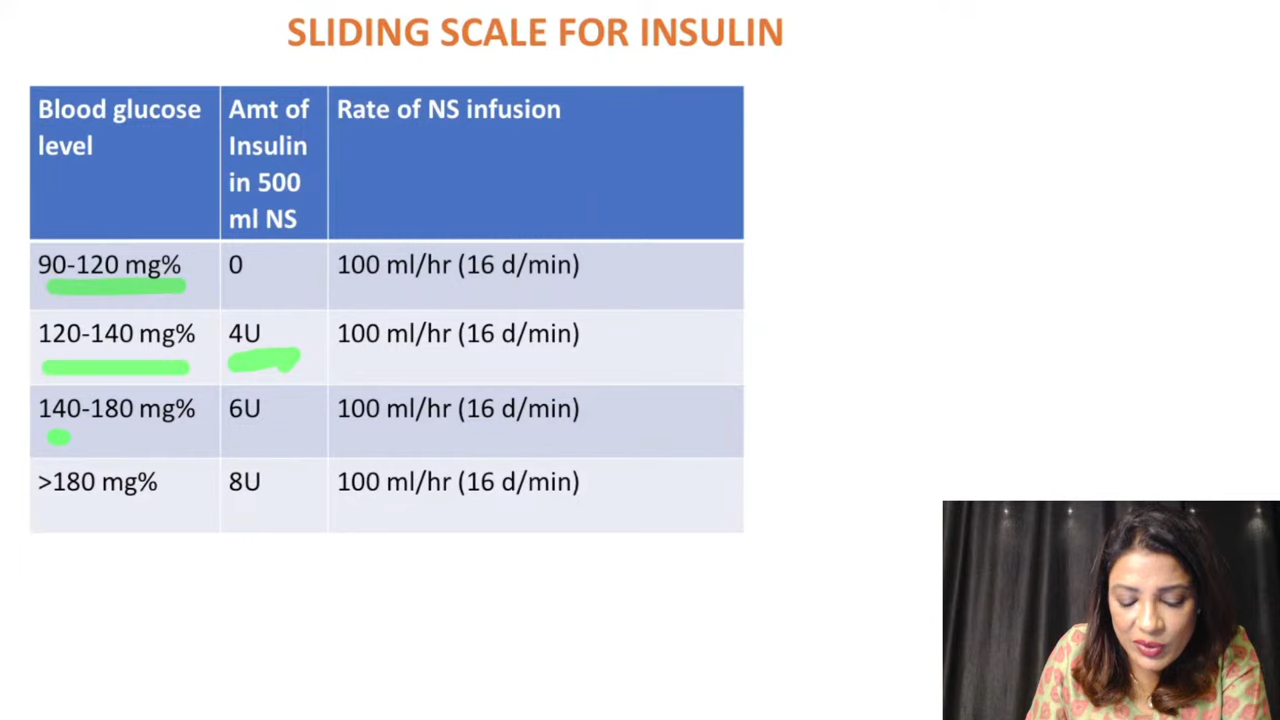 SLIDING SCALE FOR INSULIN
Blood glucose level
Amt of Insulin in 500 ml NS
Rate of NS infusion
90-120 mg%
0
100 ml/hr (16 d/min)
120-140 mg%
4U
100 ml/hr (16 d/min)
140-180 mg%
6U
100 ml/hr (16 d/min)
>180 mg%
8U
100 ml/hr (16 d/min)